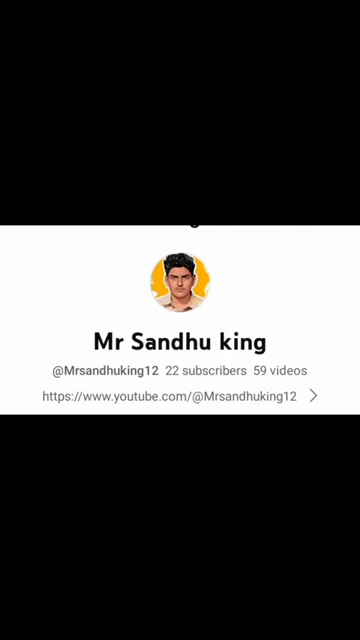 Mr Sandhu king
@Mrsandhuking12 22 subscribers 59 videos
https://www.youtube.com/@Mrsandhuking12